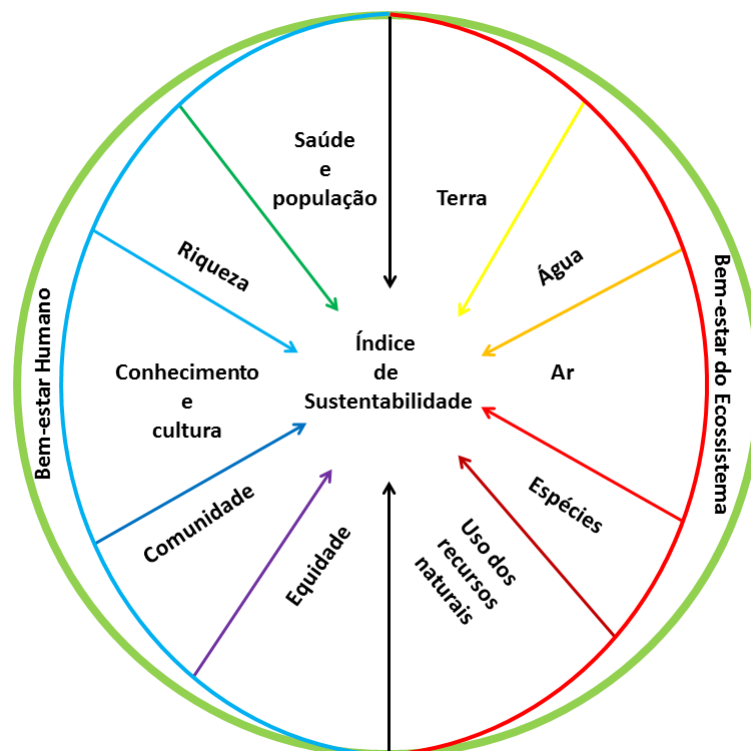 Saúde
e
população
Terra
Riqueza
Água
Bem-estar Humano
Bem-estar do Ecossistema
Índice
de
Sustentabilidade
Conhecimento
e
cultura
Ar
Comunidade
Espécies
Equidade
Uso dos
recursos
naturais